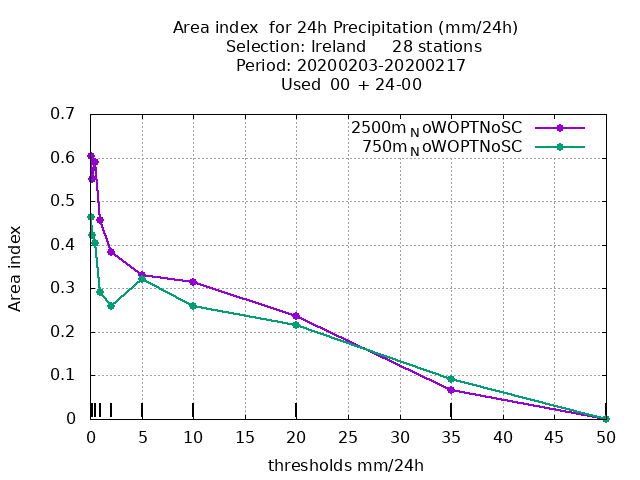 Area index  for 24h Precipitation (mm/24h)
Selection: Ireland     28 stations
Period: 20200203-20200217
Used  00 + 24-00
2500m_NoWOPTNoSC
750m_NoWOPTNoSC
0.7
0.6
0.5
0.4
0.3
0.2
0.1
0
Area index
0 5 10 15 20 25 30 35 40 45 50
thresholds mm/24h